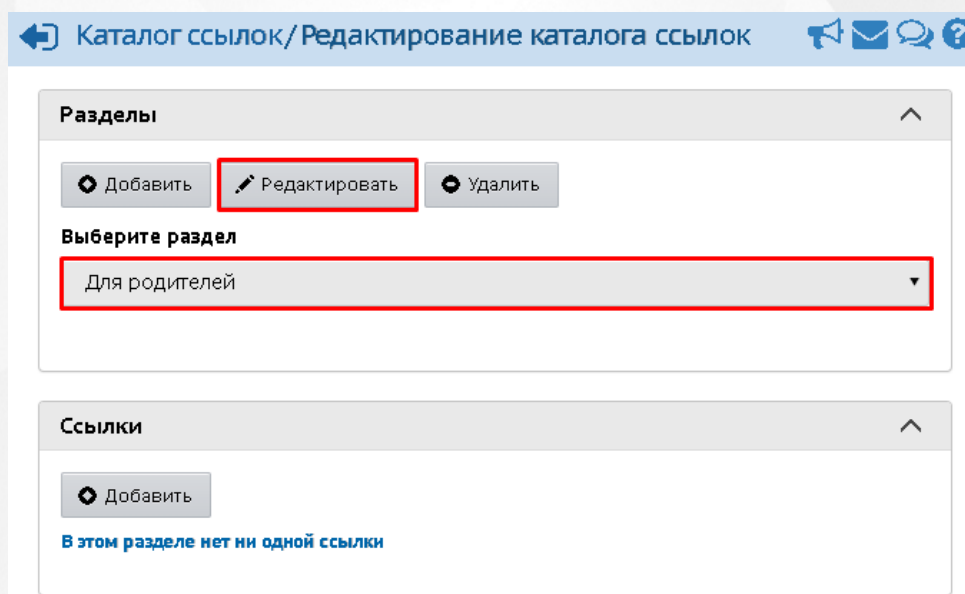 Каталог ссылок/Редактирование каталога ссылок
Разделы
Добавить Редактировать Удалить
Выберите раздел
Для родителей
Ссылки
Добавить
В этом разделе нет ни одной ссылки